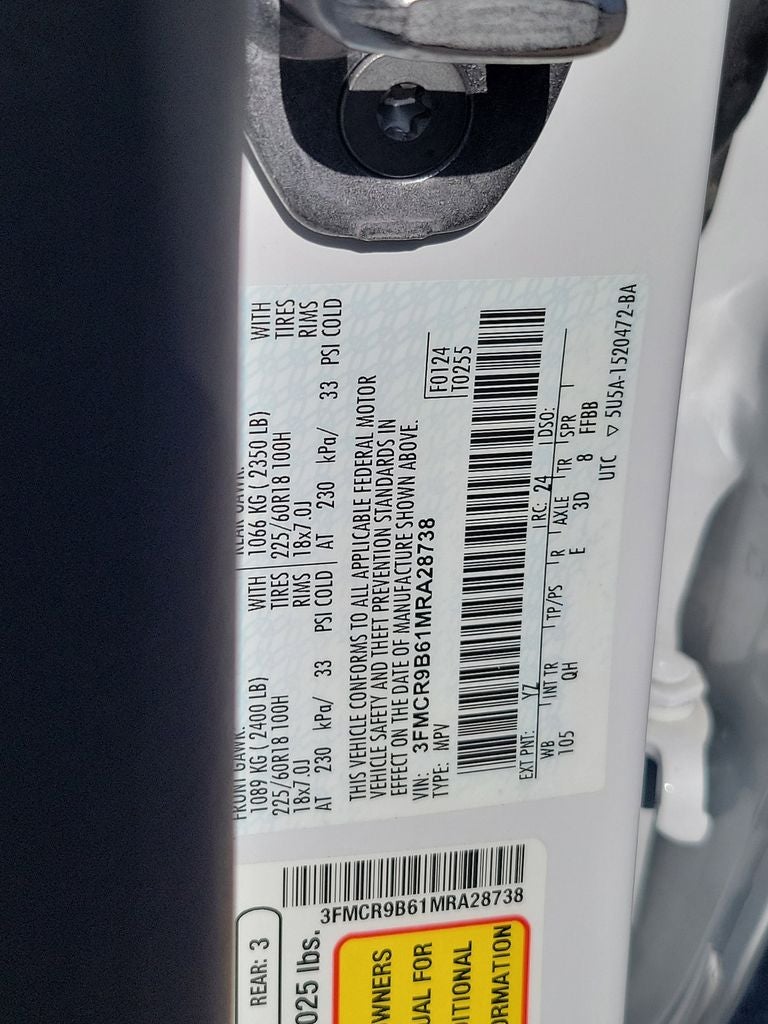 FRONT GAWR:
1089 KG ( 2400 LB) WITH
225/60R18 100H TIRES
18x7.0J RIMS
AT 230 kPa/ 33 PSI COLD
REAR GAWR:
1066 KG ( 2350 LB) WITH
225/60R18 100H TIRES
18x7.0J RIMS
AT 230 kPa/ 33 PSI COLD
THIS VEHICLE CONFORMS TO ALL APPLICABLE FEDERAL MOTOR
VEHICLE SAFETY AND THEFT PREVENTION STANDARDS IN
EFFECT ON THE DATE OF MANUFACTURE SHOWN ABOVE.
VIN: 3FMCR9B61MRA28738
TYPE: MPV
F0124
T0255
EXT PNT: YZ RC: 24 DSO:
WB INT TR TP/PS R AXLE TR SPR
105 QH E 3D 8 FFBB
UTC ▽ 5U5A-1520472-BA
REAR: 3
025 lbs.
3FMCR9B61MRA28738
WNERS
UAL FOR
ITIONAL
ORMATION